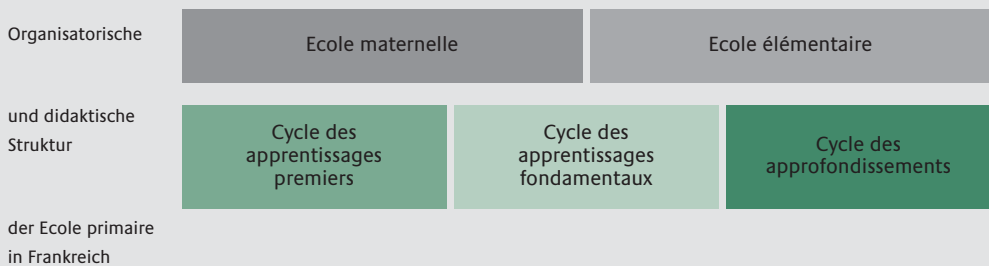 Organisatorische
Ecole maternelle
Ecole élémentaire
und didaktische
Struktur
Cycle des
apprentissages
premiers
Cycle des
apprentissages
fondamentaux
Cycle des
approfondissements
der Ecole primaire
in Frankreich